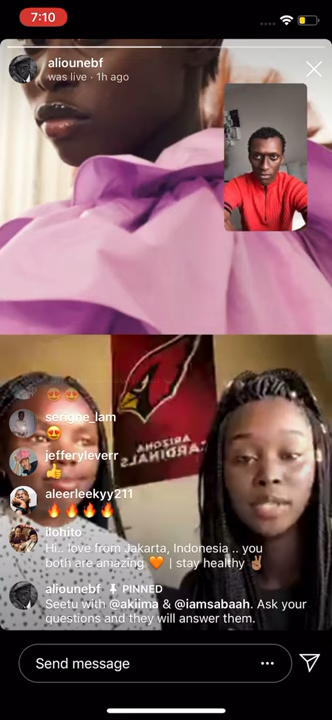 7:10
aliounebf
was live · 1h ago
ARIZONA
CARDINALS
😍😍
serigne_lam
😍
jefferyleverr
👍
aleerleekyy211
🔥🔥🔥🔥
ilohito
Hi.. love from Jakarta, Indonesia .. you
both are amazing 🧡 | stay healthy ✌🏽
aliounebf PINNED
Seetu with @akiima & @iamsabaah. Ask your
questions and they will answer them.
Send message